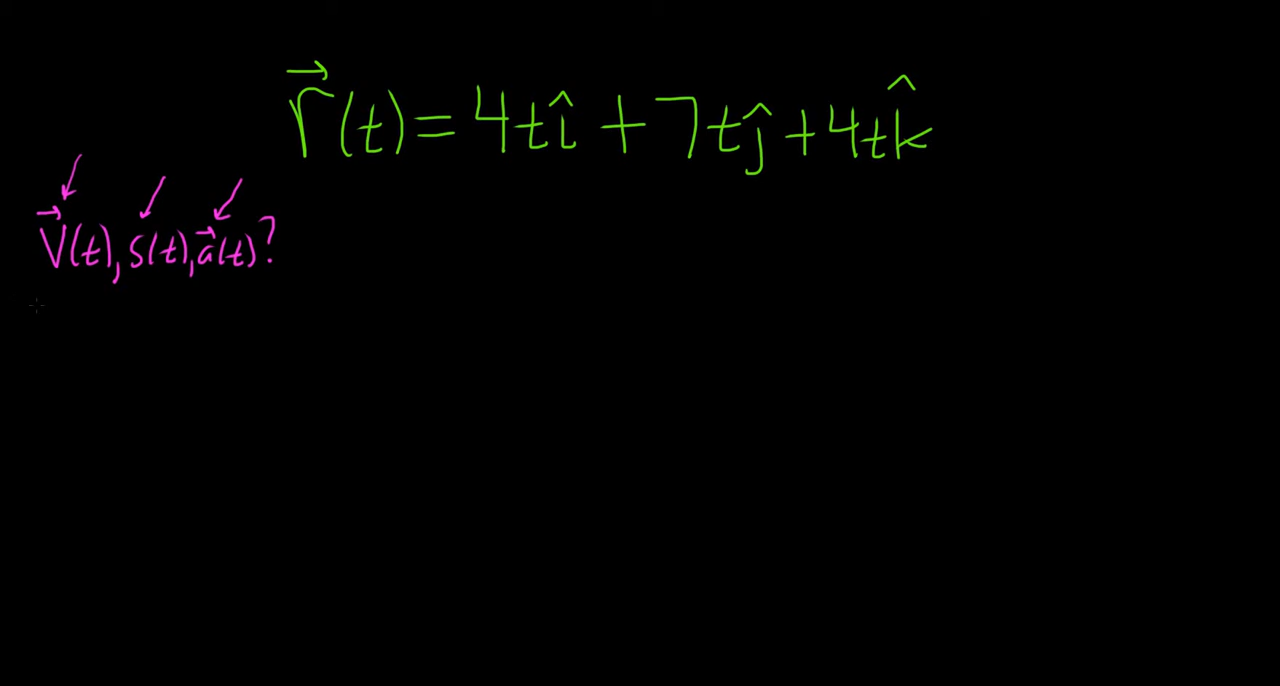 r⃗(t) = 4tî + 7tĵ + 4tk̂
V⃗(t), s(t), a⃗(t)?